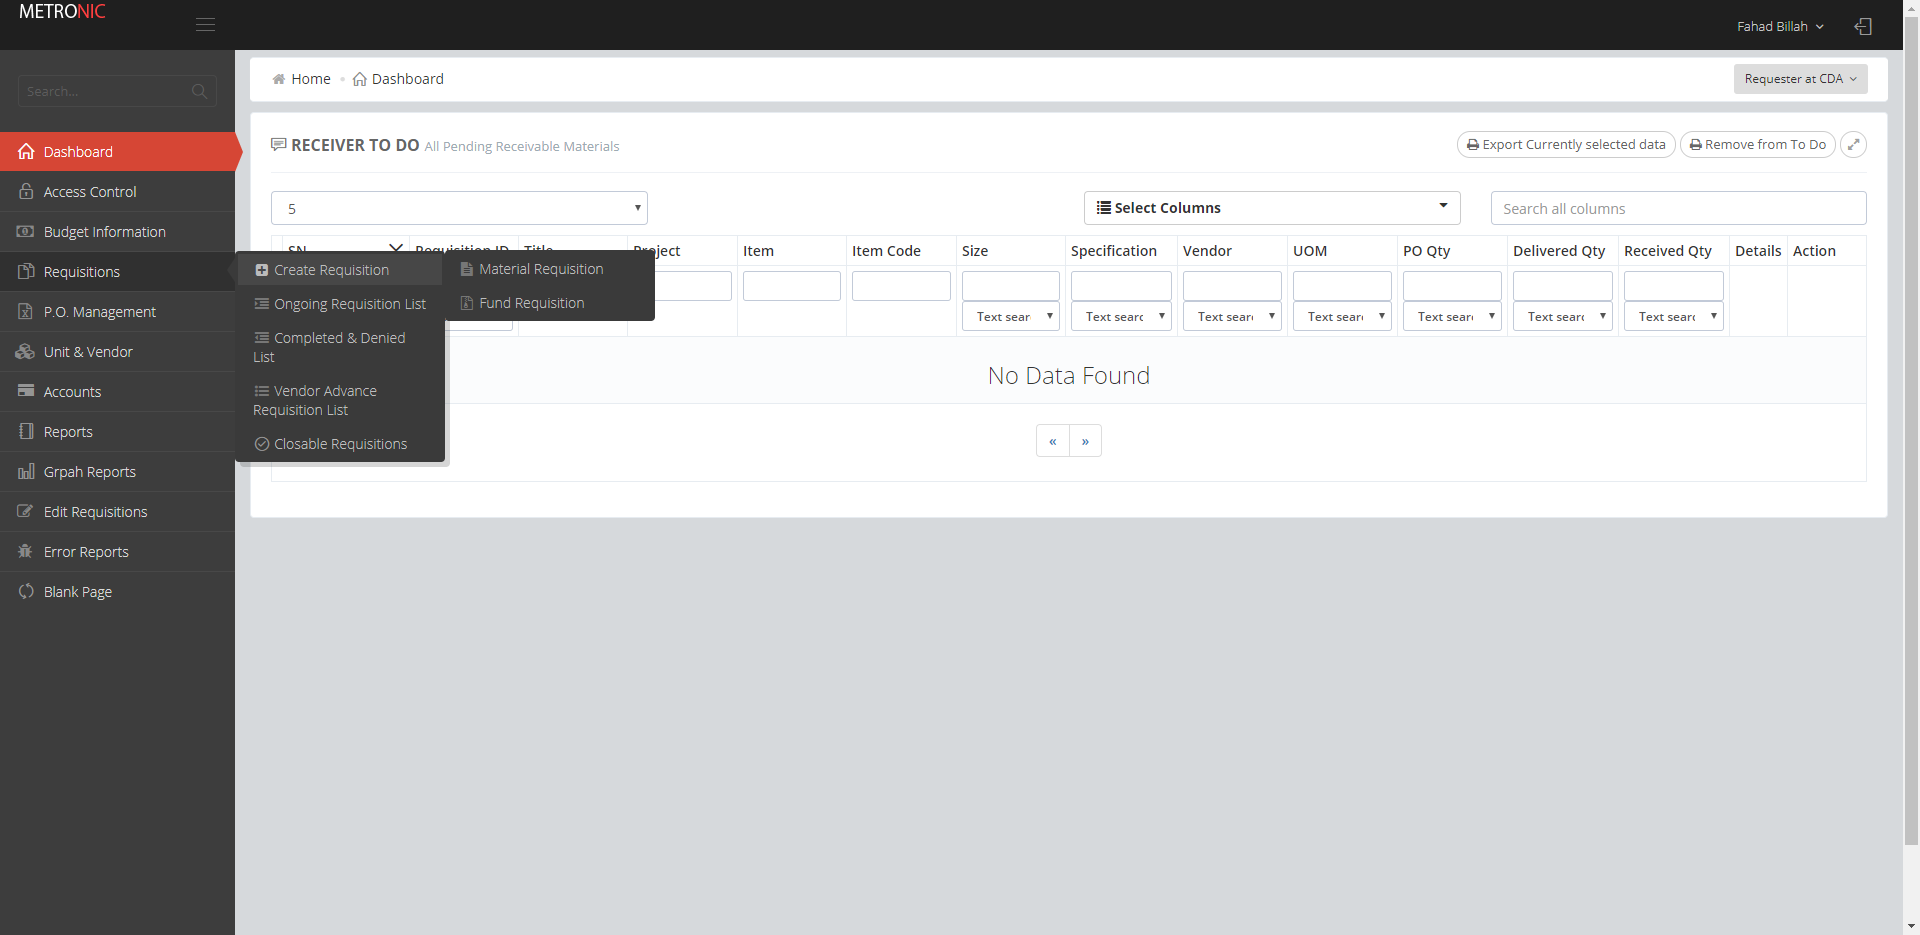 METRONIC
Fahad Billah
Search...
Home
Dashboard
Requester at CDA
Dashboard
Access Control
Budget Information
Requisitions
P.O. Management
Unit & Vendor
Accounts
Reports
Grpah Reports
Edit Requisitions
Error Reports
Blank Page
RECEIVER TO DO All Pending Receivable Materials
Export Currently selected data
Remove from To Do
5
Select Columns
Search all columns
SN Requisition ID Title Project Item Item Code Size Specification Vendor UOM PO Qty Delivered Qty Received Qty Details Action
Create Requisition
Ongoing Requisition List
Completed & Denied
List
Vendor Advance
Requisition List
Closable Requisitions
Material Requisition
Fund Requisition
Text sear Text sear Text sear Text sear Text sear Text sear Text sear
No Data Found
« »